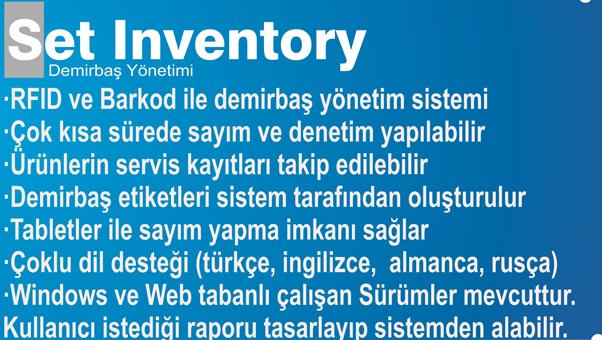 Set Inventory
Demirbaş Yönetimi
·RFID ve Barkod ile demirbaş yönetim sistemi
·Çok kısa sürede sayım ve denetim yapılabilir
·Ürünlerin servis kayıtları takip edilebilir
·Demirbaş etiketleri sistem tarafından oluşturulur
·Tabletler ile sayım yapma imkanı sağlar
·Çoklu dil desteği (türkçe, ingilizce, almanca, rusça)
·Windows ve Web tabanlı çalışan Sürümler mevcuttur.
Kullanıcı istediği raporu tasarlayıp sistemden alabilir.